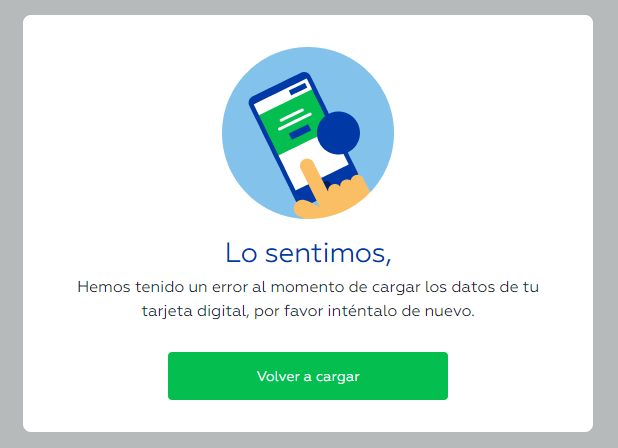 Lo sentimos,
Hemos tenido un error al momento de cargar los datos de tu
tarjeta digital, por favor inténtalo de nuevo.
Volver a cargar